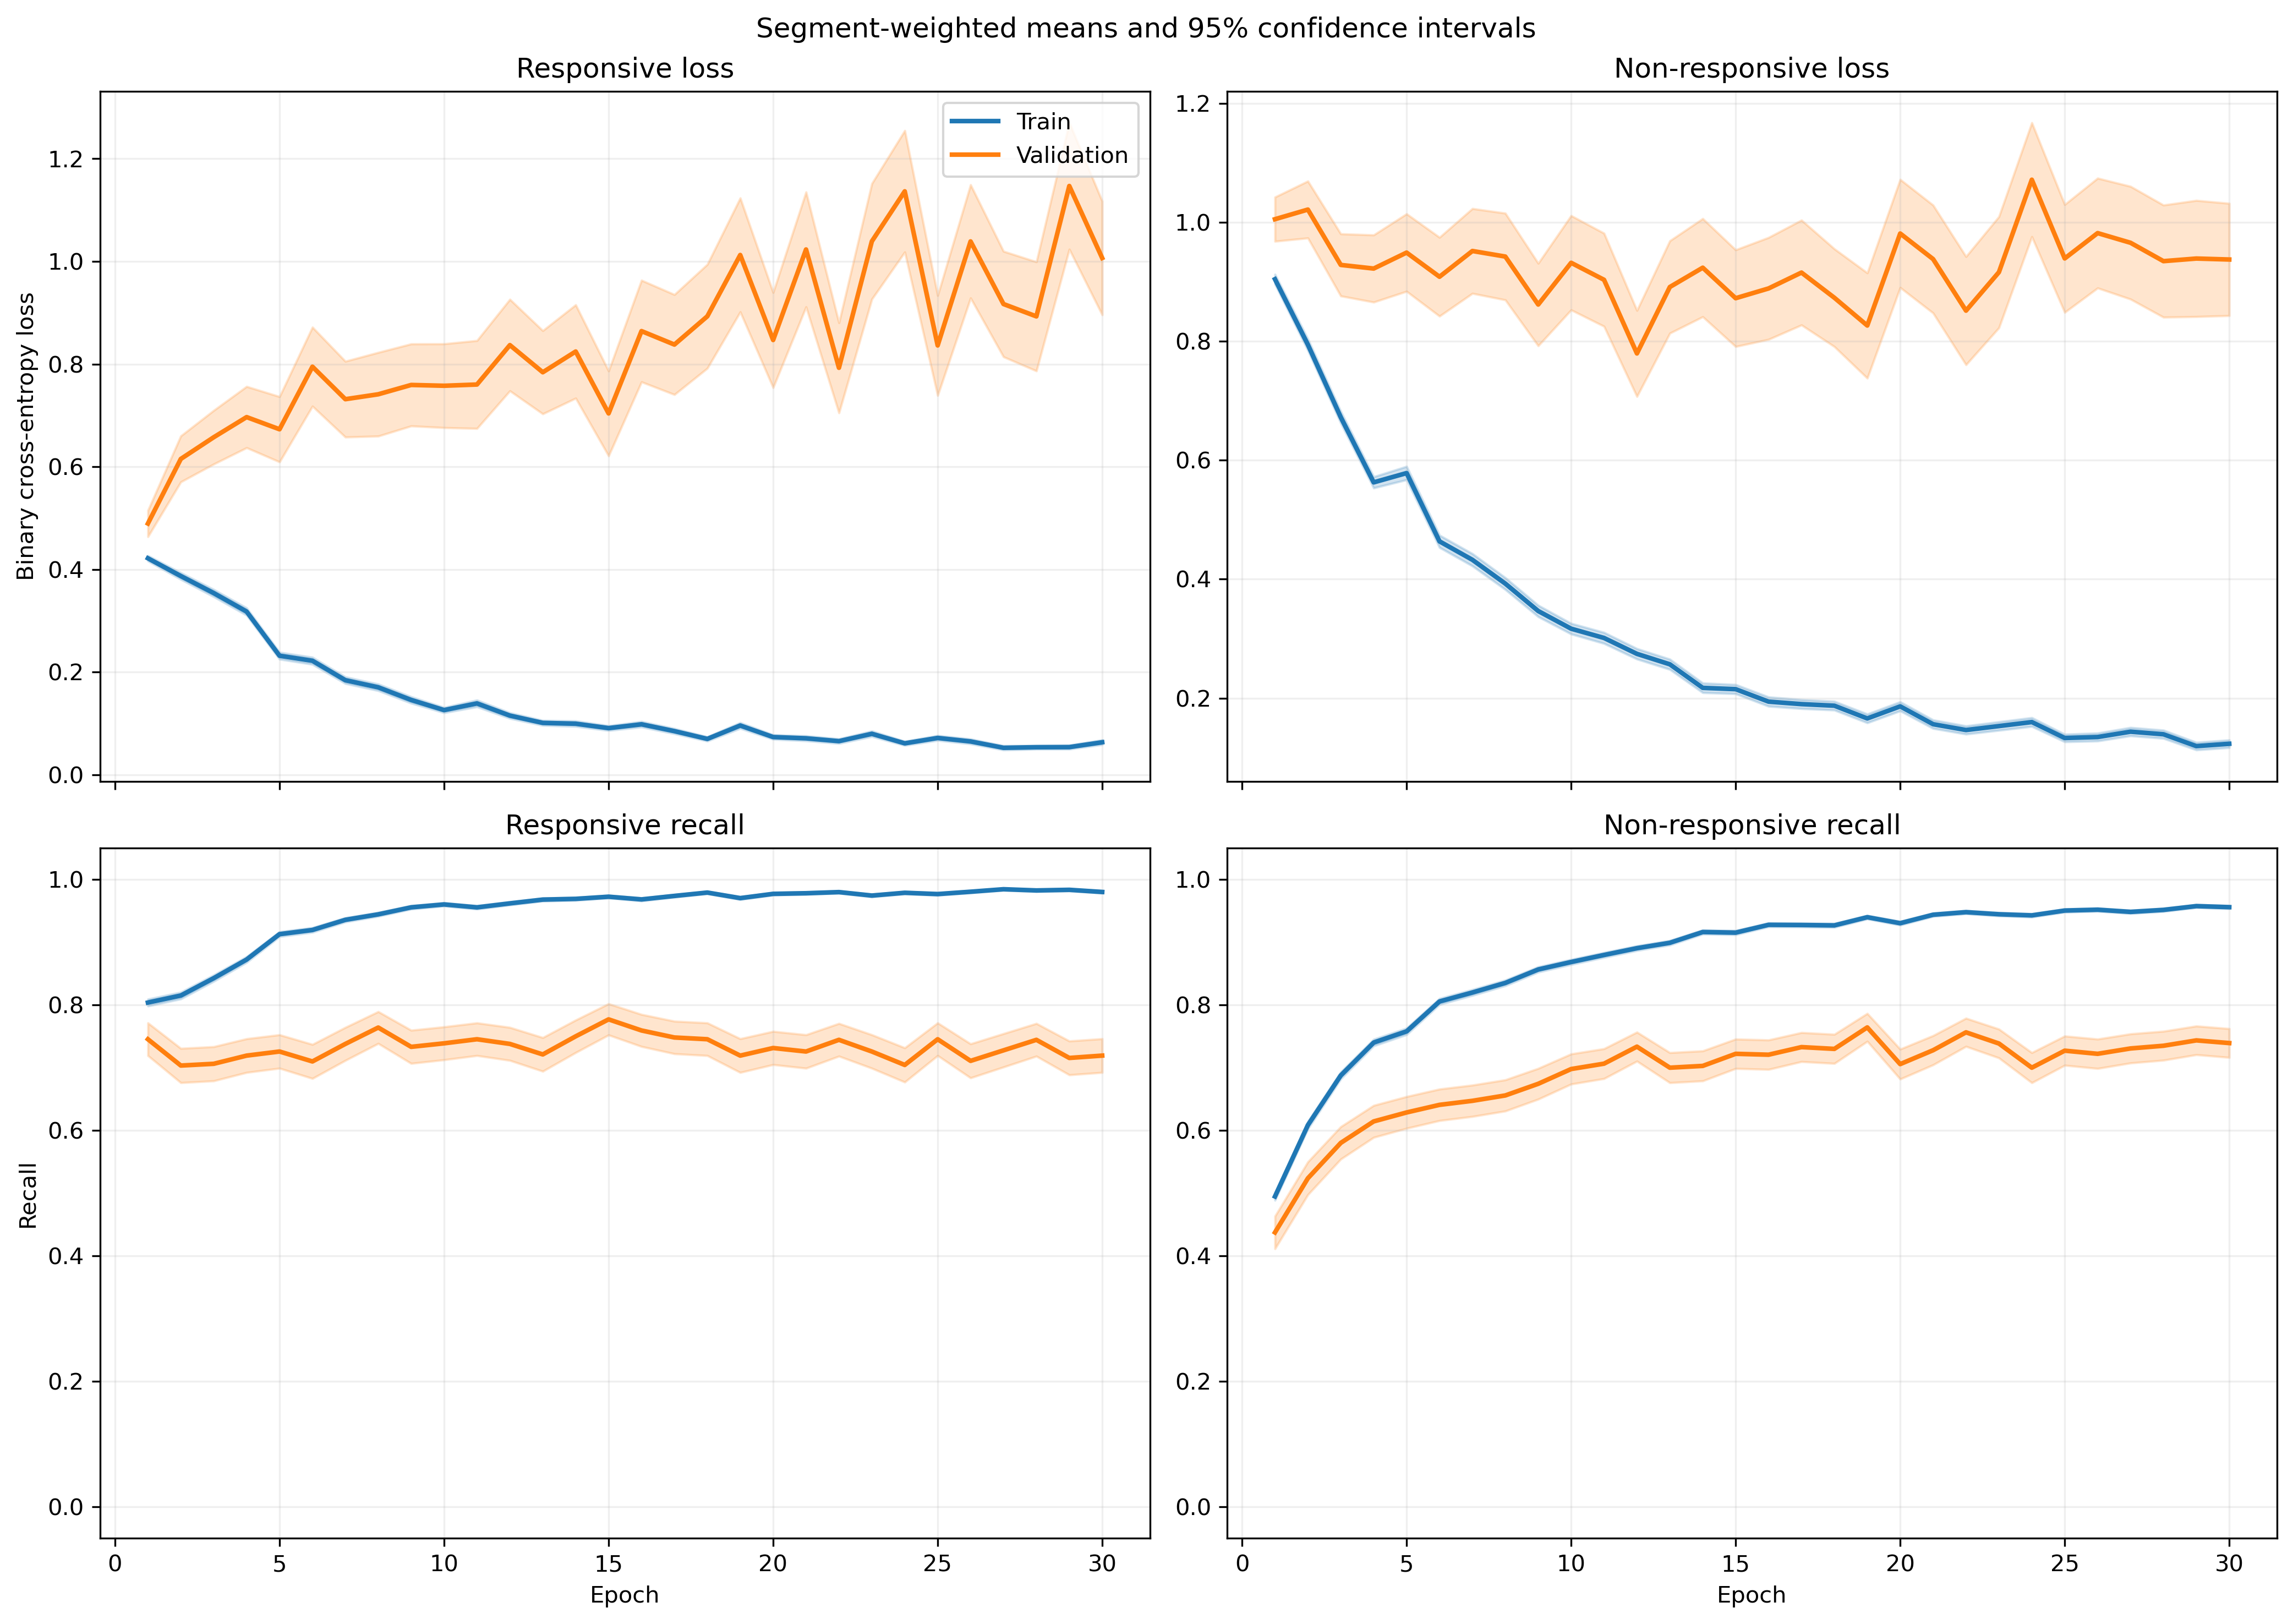 Segment-weighted means and 95% confidence intervals
Responsive loss
Non-responsive loss
Binary cross-entropy loss
1.2
1.0
0.8
0.6
0.4
0.2
0.0
Train
Validation
1.2
1.0
0.8
0.6
0.4
0.2
Responsive recall
Non-responsive recall
Recall
1.0
0.8
0.6
0.4
0.2
0.0
0 5 10 15 20 25 30
Epoch
1.0
0.8
0.6
0.4
0.2
0.0
0 5 10 15 20 25 30
Epoch